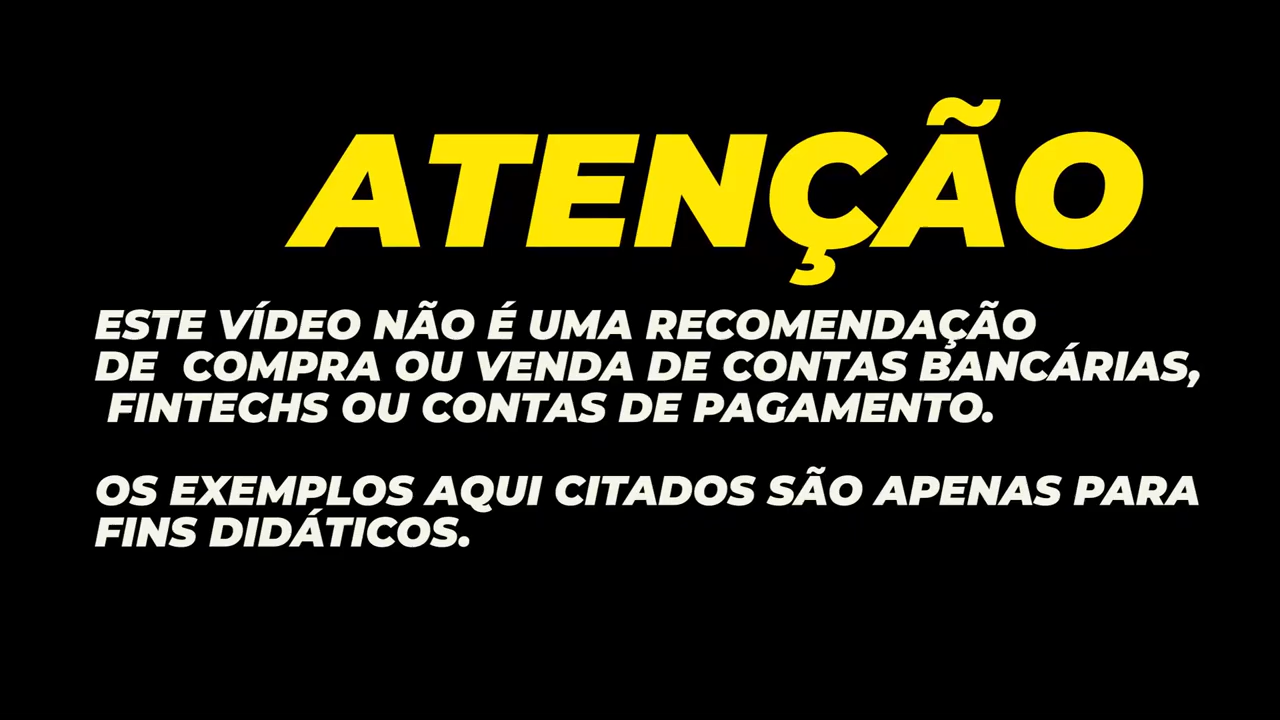 ATENÇÃO
ESTE VÍDEO NÃO É UMA RECOMENDAÇÃO
DE COMPRA OU VENDA DE CONTAS BANCÁRIAS,
FINTECHS OU CONTAS DE PAGAMENTO.
OS EXEMPLOS AQUI CITADOS SÃO APENAS PARA
FINS DIDÁTICOS.